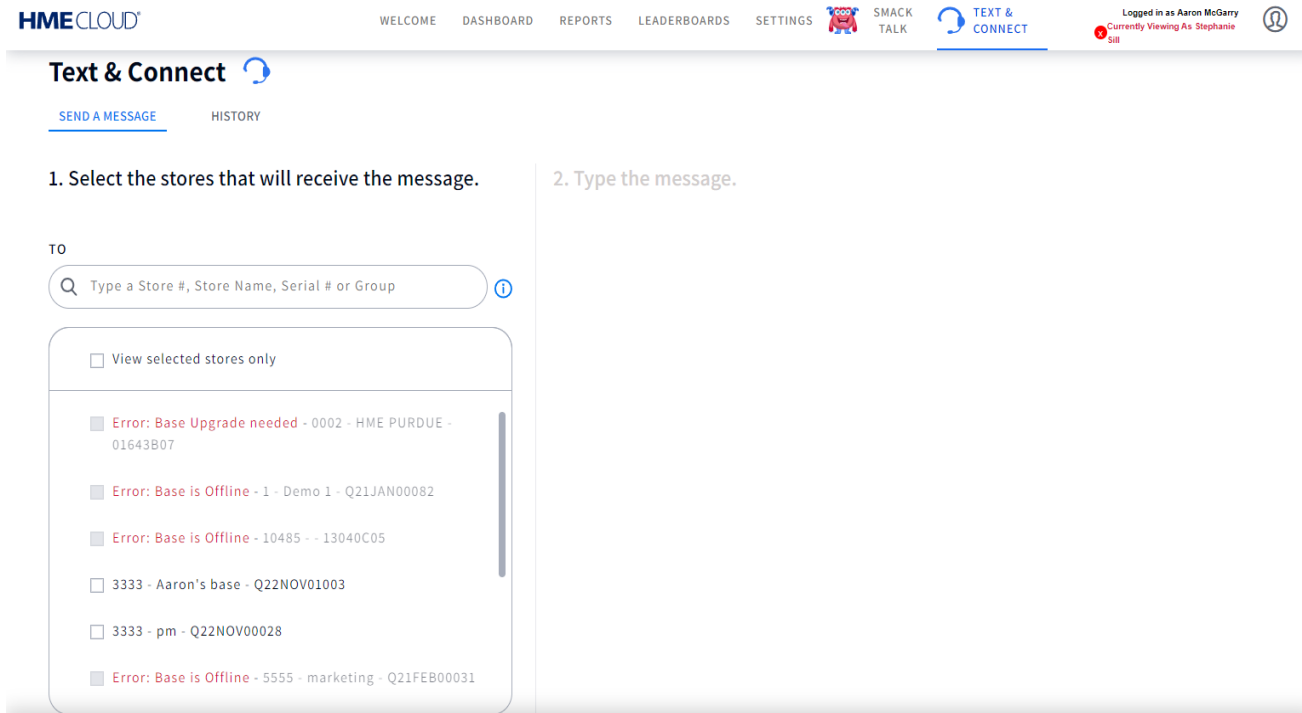 HME CLOUD®
WELCOME DASHBOARD REPORTS LEADERBOARDS SETTINGS SMACK TALK TEXT & CONNECT
Logged in as Aaron McGarry
x Currently Viewing As Stephanie
Sill
Text & Connect
SEND A MESSAGE HISTORY
1. Select the stores that will receive the message.
2. Type the message.
TO
Type a Store #, Store Name, Serial # or Group
View selected stores only
Error: Base Upgrade needed - 0002 - HME PURDUE -
01643B07
Error: Base is Offline - 1 - Demo 1 - Q21JAN00082
Error: Base is Offline - 10485 - - 13040C05
3333 - Aaron's base - Q22NOV01003
3333 - pm - Q22NOV00028
Error: Base is Offline - 5555 - marketing - Q21FEB00031